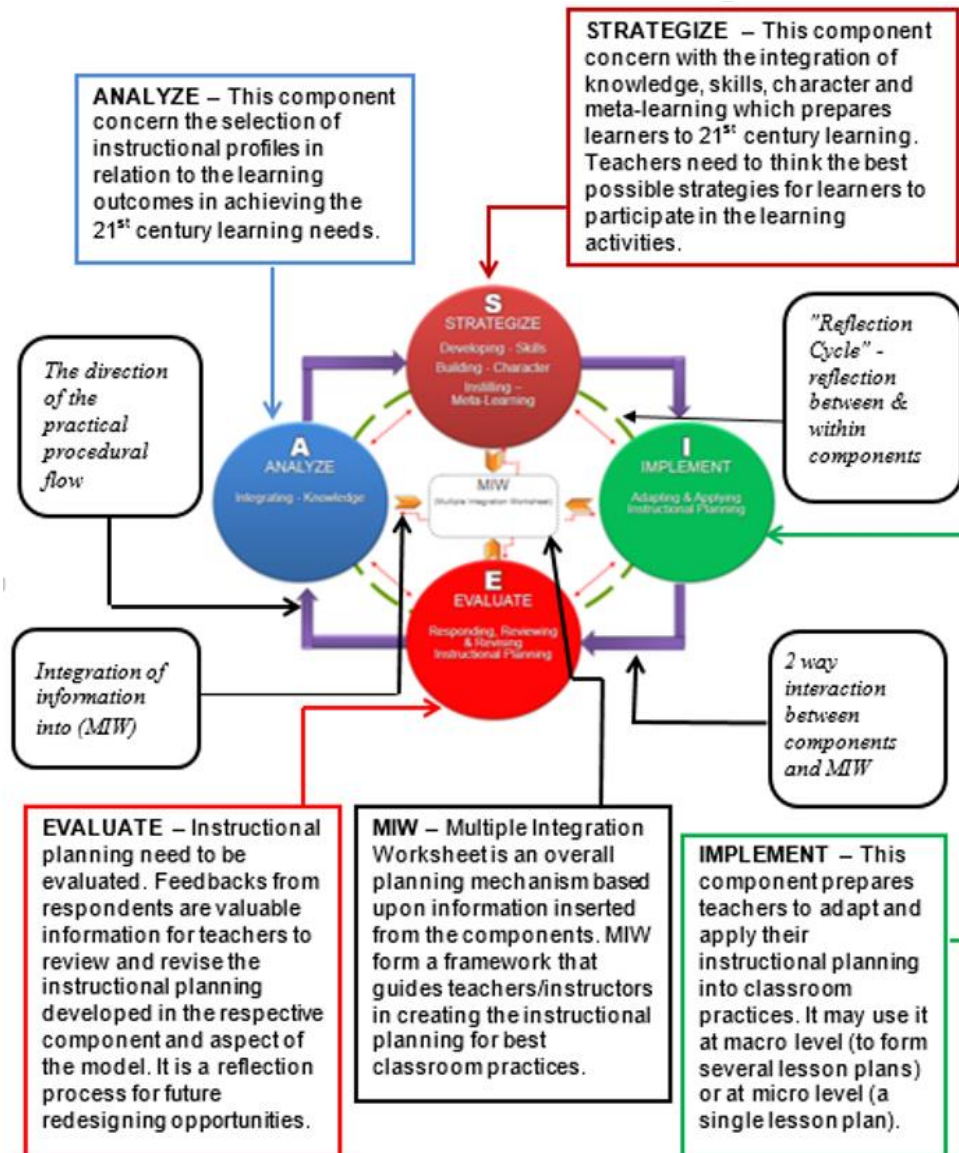 STRATEGIZE – This component
concern with the integration of
knowledge, skills, character and
meta-learning which prepares
learners to 21st century learning.
Teachers need to think the best
possible strategies for learners to
participate in the learning
activities.
ANALYZE – This component
concern the selection of
instructional profiles in
relation to the learning
outcomes in achieving the
21st century learning needs.
The direction
of the
practical
procedural
flow
S
STRATEGIZE
Developing - Skills
Building - Character
Instilling –
Meta-Learning
"Reflection
Cycle" -
reflection
between &
within
components
A
ANALYZE
Integrating - Knowledge
MIW
(Multiple Integration Worksheet)
I
IMPLEMENT
Adapting & Applying
Instructional Planning
E
EVALUATE
Responding, Reviewing
& Revising
Instructional Planning
Integration of
information
into (MIW)
2 way
interaction
between
components
and MIW
EVALUATE – Instructional
planning need to be
evaluated. Feedbacks from
respondents are valuable
information for teachers to
review and revise the
instructional planning
developed in the respective
component and aspect of
the model. It is a reflection
process for future
redesigning opportunities.
MIW – Multiple Integration
Worksheet is an overall
planning mechanism based
upon information inserted
from the components. MIW
form a framework that
guides teachers/instructors
in creating the instructional
planning for best
classroom practices.
IMPLEMENT – This
component prepares
teachers to adapt and
apply their
instructional planning
into classroom
practices. It may use it
at macro level (to form
several lesson plans)
or at micro level (a
single lesson plan).